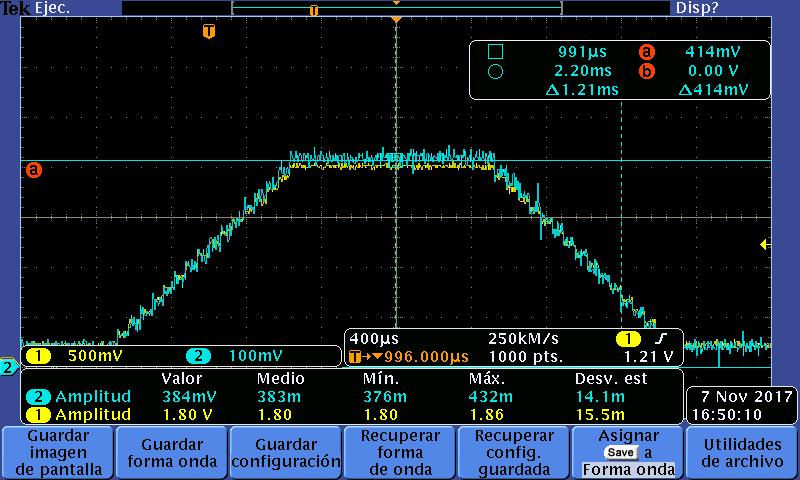 Tek Ejec. Disp?
T
T
991µs a 414mV
2.20ms b 0.00 V
Δ1.21ms Δ414mV
a
400µs 250kM/s 1
1 500mV 2 100mV T→▼996.000µs 1000 pts. 1.21 V
2
Valor Medio Mín. Máx. Desv. est
2 Amplitud 384mV 383m 376m 432m 14.1m
1 Amplitud 1.80 V 1.80 1.80 1.86 15.5m
7 Nov 2017
16:50:10
Guardar imagen de pantalla
Guardar forma onda
Guardar configuración
Recuperar forma de onda
Recuperar config. guardada
Asignar Save a Forma onda
Utilidades de archivo